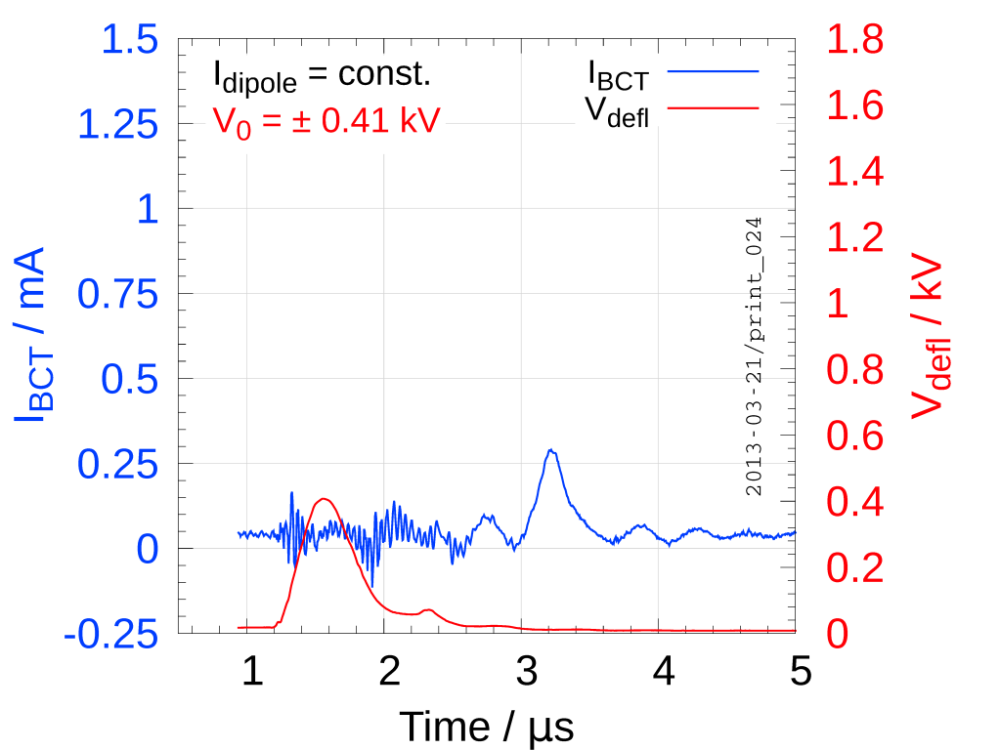 I_dipole = const.
V_0 = ± 0.41 kV
I_BCT
V_defl
1.5
1.25
1
0.75
0.5
0.25
0
-0.25
I_BCT / mA
1.8
1.6
1.4
1.2
1
0.8
0.6
0.4
0.2
0
V_defl / kV
2013-03-21/print_024
1 2 3 4 5
Time / µs